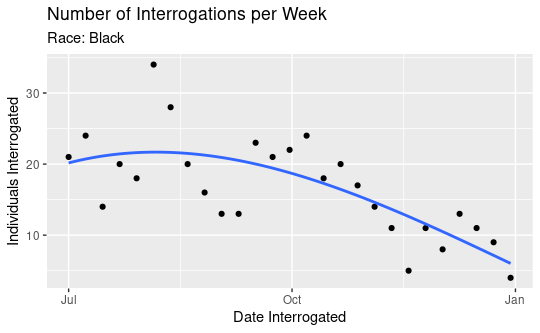 Number of Interrogations per Week
Race: Black
Individuals Interrogated
30
20
10
Jul
Oct
Jan
Date Interrogated